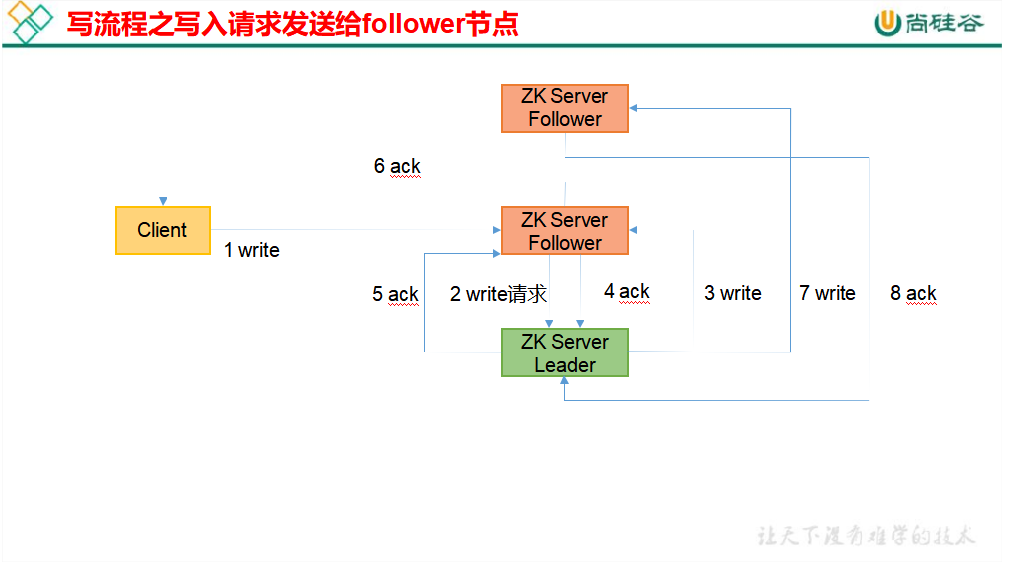 写流程之写入请求发送给follower节点
尚硅谷
ZK Server
Follower
6 ack
Client
ZK Server
Follower
1 write
5 ack
2 write请求
4 ack
3 write
7 write
8 ack
ZK Server
Leader
让天下没有难学的技术